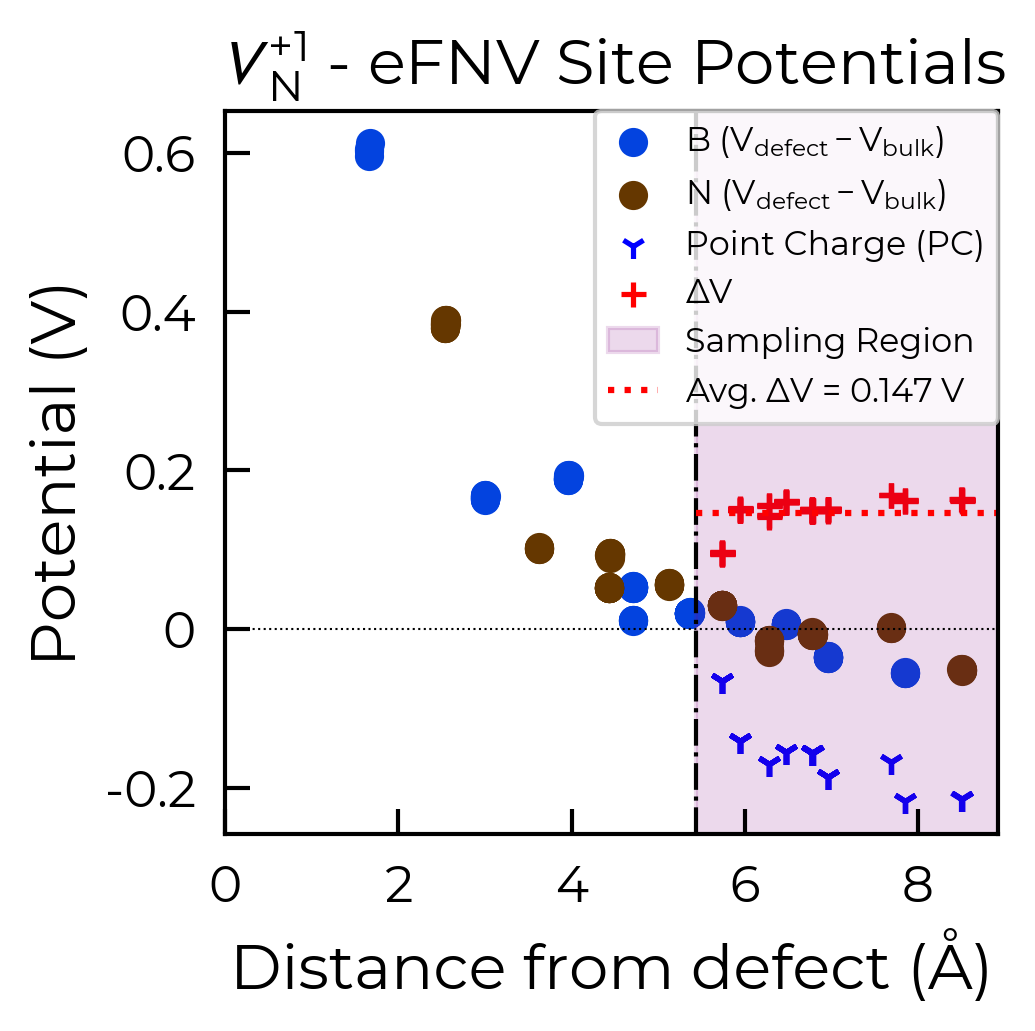 V_N^{+1} - eFNV Site Potentials
B (V_defect – V_bulk)
N (V_defect – V_bulk)
Point Charge (PC)
ΔV
Sampling Region
Avg. ΔV = 0.147 V
Potential (V)
0.6
0.4
0.2
0
-0.2
0 2 4 6 8
Distance from defect (Å)